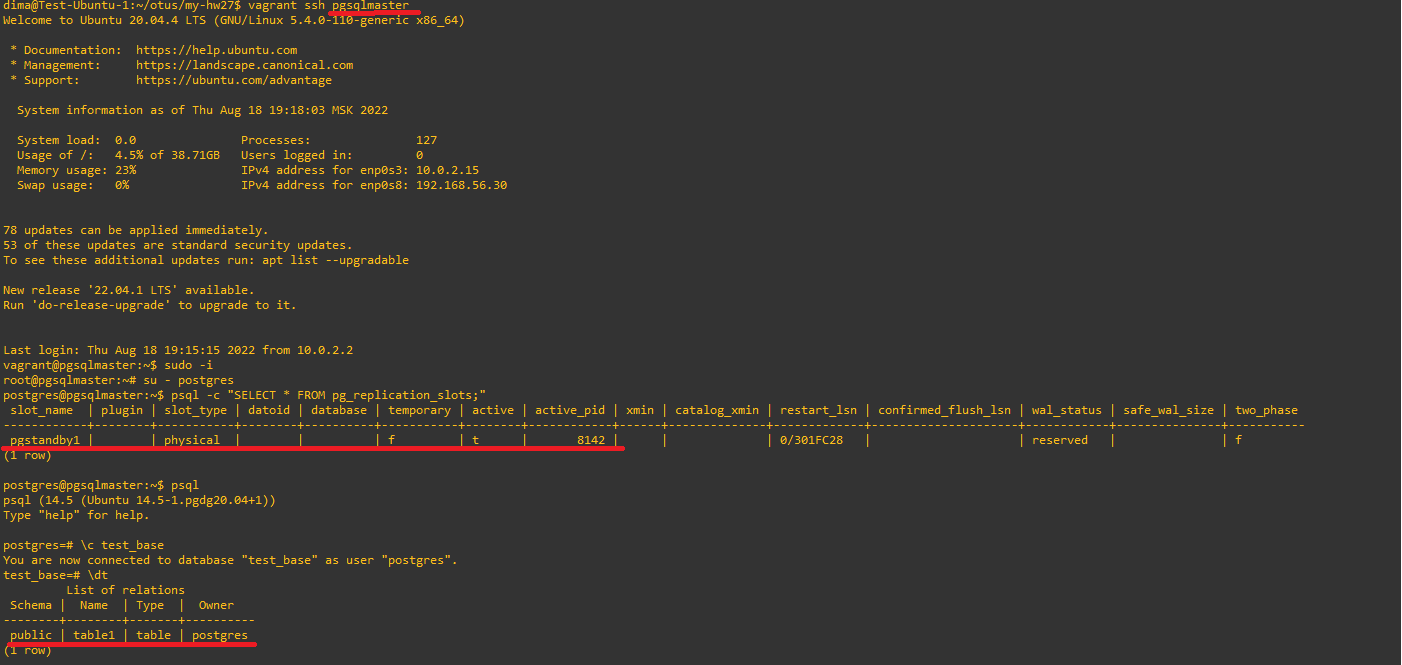 dima@Test-Ubuntu-1:~/otus/my-hw27$ vagrant ssh pgsqlmaster
Welcome to Ubuntu 20.04.4 LTS (GNU/Linux 5.4.0-110-generic x86_64)
 * Documentation:  https://help.ubuntu.com
 * Management:     https://landscape.canonical.com
 * Support:        https://ubuntu.com/advantage
  System information as of Thu Aug 18 19:18:03 MSK 2022
  System load:  0.0               Processes:               127
  Usage of /:   4.5% of 38.71GB   Users logged in:         0
  Memory usage: 23%               IPv4 address for enp0s3: 10.0.2.15
  Swap usage:   0%                IPv4 address for enp0s8: 192.168.56.30
78 updates can be applied immediately.
53 of these updates are standard security updates.
To see these additional updates run: apt list --upgradable
New release '22.04.1 LTS' available.
Run 'do-release-upgrade' to upgrade to it.
Last login: Thu Aug 18 19:15:15 2022 from 10.0.2.2
vagrant@pgsqlmaster:~$ sudo -i
root@pgsqlmaster:~# su - postgres
postgres@pgsqlmaster:~$ psql -c "SELECT * FROM pg_replication_slots;"
 slot_name  | plugin | slot_type | datoid | database | temporary | active | active_pid | xmin | catalog_xmin | restart_lsn | confirmed_flush_lsn | wal_status | safe_wal_size | two_phase
------------+--------+-----------+--------+----------+-----------+--------+------------+------+--------------+-------------+---------------------+------------+---------------+-----------
 pgstandby1 |        | physical  |        |          | f         | t      |       8142 |      |              | 0/301FC28   |                     | reserved   |               | f
(1 row)
postgres@pgsqlmaster:~$ psql
psql (14.5 (Ubuntu 14.5-1.pgdg20.04+1))
Type "help" for help.
postgres=# \c test_base
You are now connected to database "test_base" as user "postgres".
test_base=# \dt
         List of relations
 Schema |  Name  | Type  |  Owner
--------+--------+-------+----------
 public | table1 | table | postgres
(1 row)